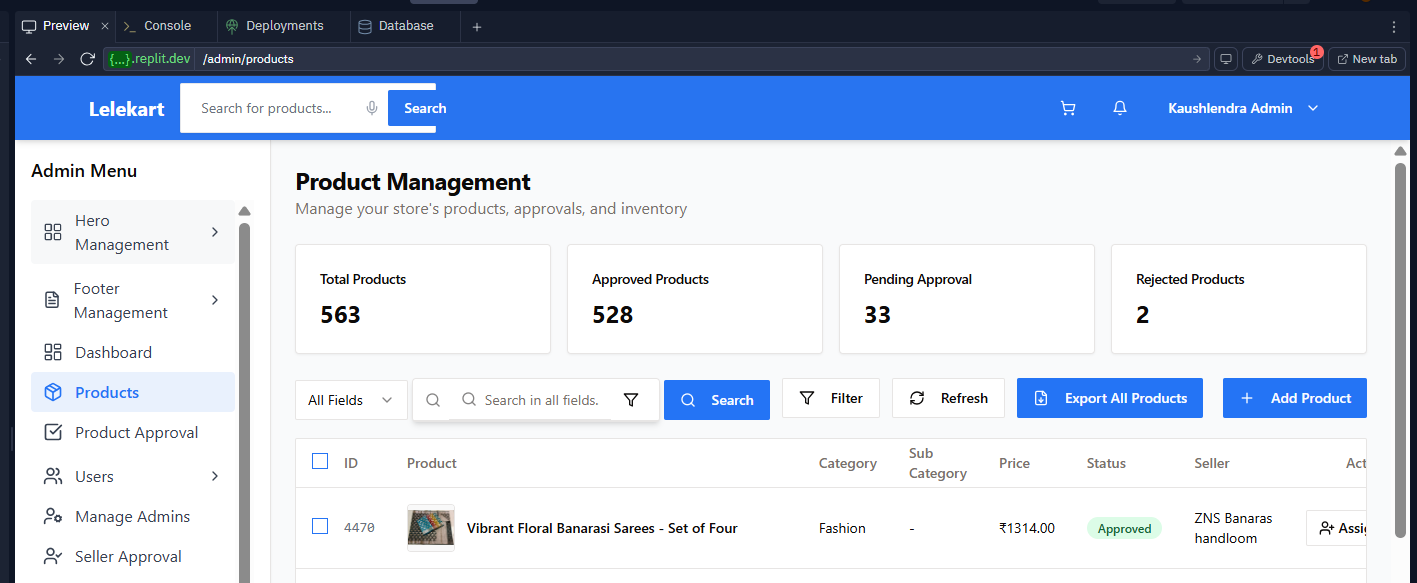 Preview × Console Deployments Database +
{...}.replit.dev /admin/products Devtools 1 New tab
Lelekart Search for products... Search Kaushlendra Admin
Admin Menu
Hero
Management
Footer
Management
Dashboard
Products
Product Approval
Users
Manage Admins
Seller Approval
Product Management
Manage your store's products, approvals, and inventory
Total Products Approved Products Pending Approval Rejected Products
563 528 33 2
All Fields Search in all fields. Search Filter Refresh Export All Products + Add Product
ID Product Category Sub Category Price Status Seller Act
4470 Vibrant Floral Banarasi Sarees - Set of Four Fashion - ₹1314.00 Approved ZNS Banaras handloom Assig